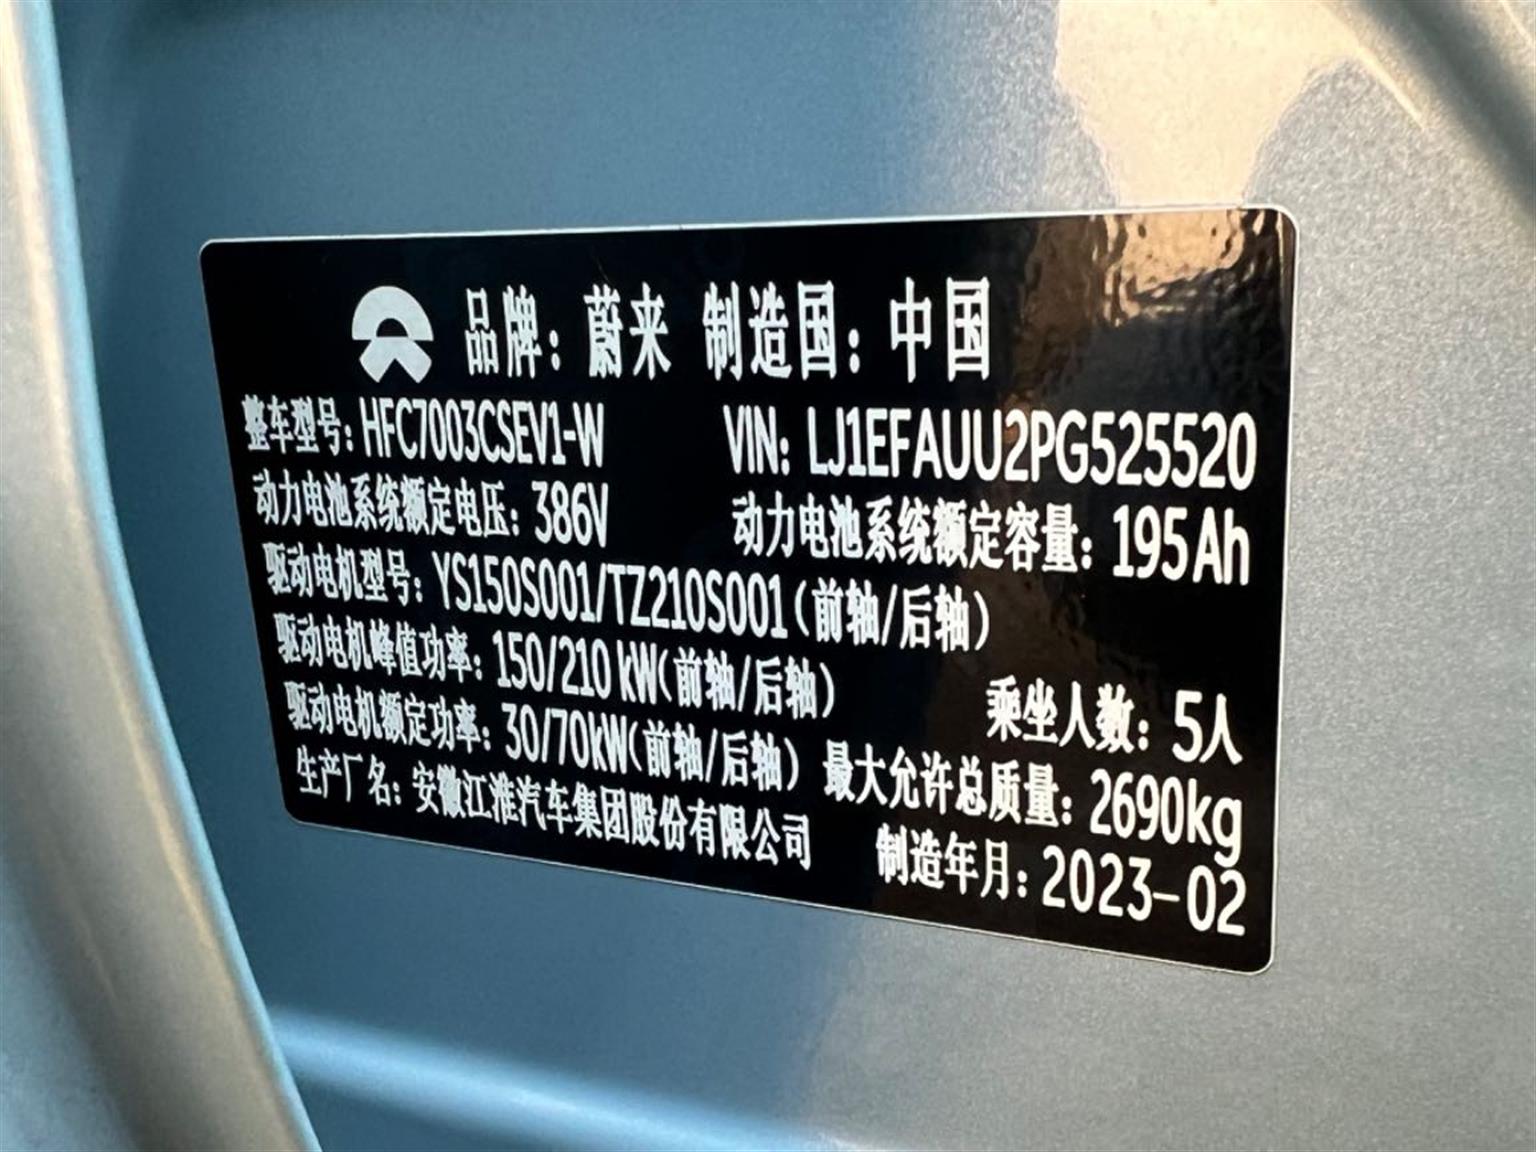 品牌：蔚来 制造国：中国
整车型号：HFC7003CSEV1-W VIN：LJ1EFAUU2PG525520
动力电池系统额定电压：386V 动力电池系统额定容量：195Ah
驱动电机型号：YS150S001/TZ210S001（前轴/后轴）
驱动电机峰值功率：150/210 kW（前轴/后轴） 乘坐人数：5人
驱动电机额定功率：30/70kW（前轴/后轴） 最大允许总质量：2690kg
生产厂名：安徽江淮汽车集团股份有限公司 制造年月：2023-02